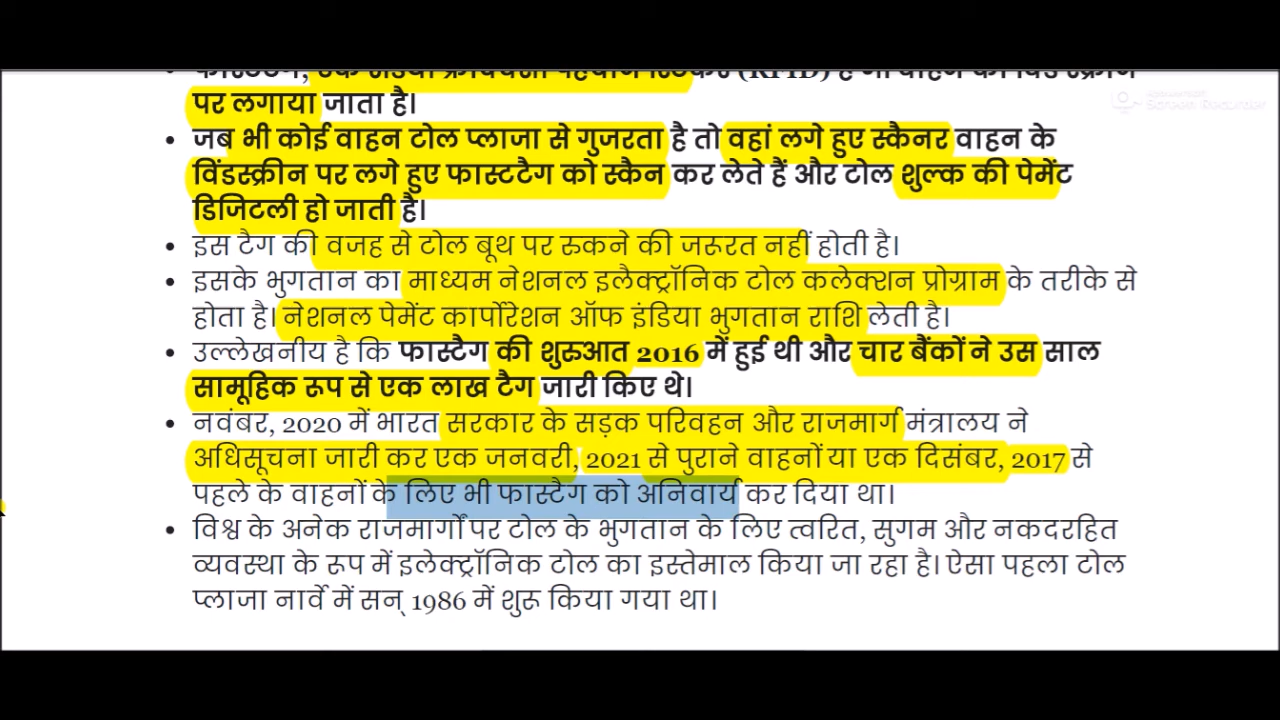 पर लगाया जाता है।
जब भी कोई वाहन टोल प्लाजा से गुजरता है तो वहां लगे हुए स्कैनर वाहन के
विंडस्क्रीन पर लगे हुए फास्टटैग को स्कैन कर लेते हैं और टोल शुल्क की पेमेंट
डिजिटली हो जाती है।
इस टैग की वजह से टोल बूथ पर रुकने की जरूरत नहीं होती है।
इसके भुगतान का माध्यम नेशनल इलैक्ट्रॉनिक टोल कलेक्शन प्रोग्राम के तरीके से
होता है। नेशनल पेमेंट कार्पोरेशन ऑफ इंडिया भुगतान राशि लेती है।
उल्लेखनीय है कि फास्टैग की शुरुआत 2016 में हुई थी और चार बैंकों ने उस साल
सामूहिक रूप से एक लाख टैग जारी किए थे।
नवंबर, 2020 में भारत सरकार के सड़क परिवहन और राजमार्ग मंत्रालय ने
अधिसूचना जारी कर एक जनवरी, 2021 से पुराने वाहनों या एक दिसंबर, 2017 से
पहले के वाहनों के लिए भी फास्टैग को अनिवार्य कर दिया था।
विश्व के अनेक राजमार्गों पर टोल के भुगतान के लिए त्वरित, सुगम और नकदरहित
व्यवस्था के रूप में इलेक्ट्रॉनिक टोल का इस्तेमाल किया जा रहा है। ऐसा पहला टोल
प्लाजा नार्वे में सन् 1986 में शुरू किया गया था।
Screen Recorder